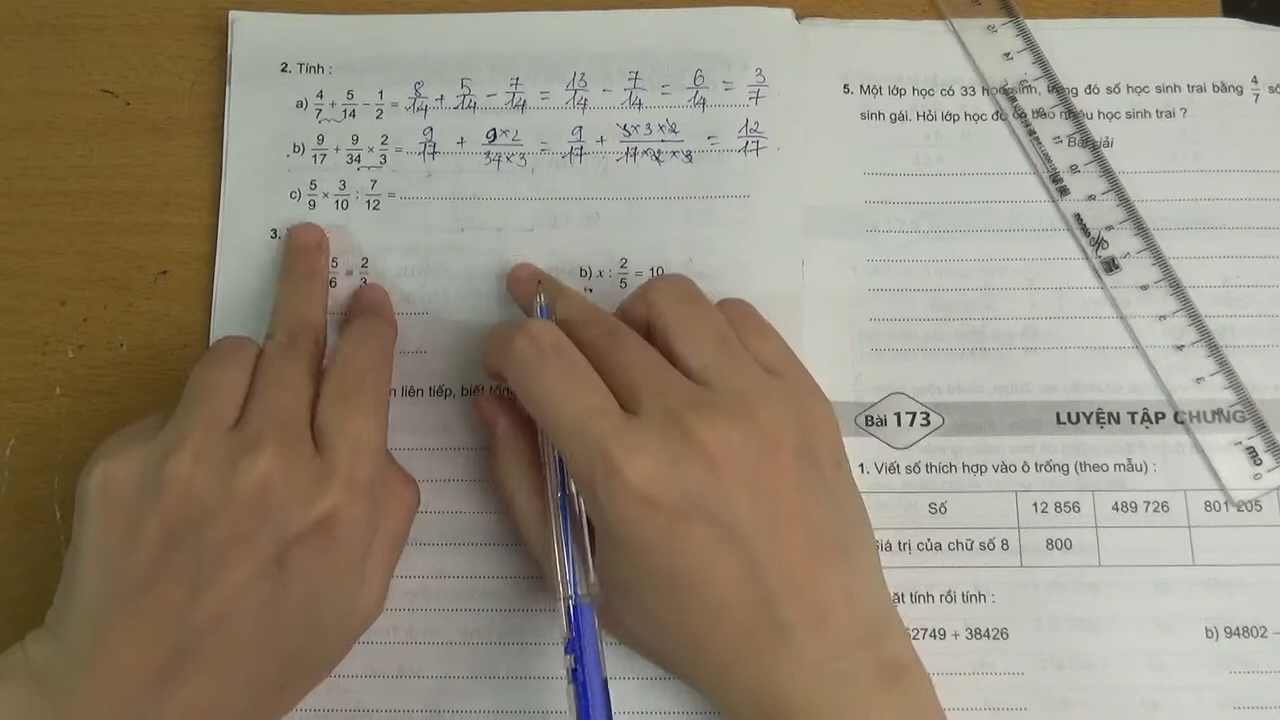 2. Tính :
a) 4/7 + 5/14 − 1/2 = 8/14 + 5/14 − 7/14 = 13/14 − 7/14 = 6/14 = 3/7
b) 9/17 + 9/34 × 2/3 = 9/17 + 9×2/34×3 = 9/17 + 3×3×2/17×2×3 = 12/17
c) 5/9 × 3/10 : 7/12 =
3.
5/6 = 2/3
b) x : 2/5 = 10
liên tiếp, biết tổng
5. Một lớp học có 33 học sinh, trong đó số học sinh trai bằng 4/7 số
sinh gái. Hỏi lớp học đó có bao nhiêu học sinh trai ?
Bài giải
Bài 173 LUYỆN TẬP CHUNG
1. Viết số thích hợp vào ô trống (theo mẫu) :
Số 12 856 489 726 801 205
Giá trị của chữ số 8 800
đặt tính rồi tính :
52749 + 38426 b) 94802 −
cm